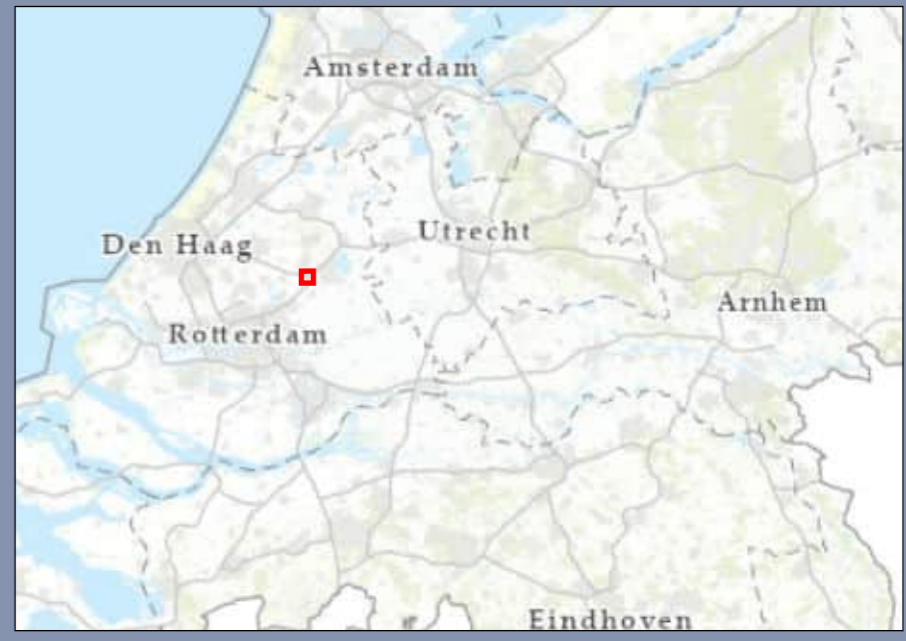 Amsterdam
Utrecht
Den Haag
Arnhem
Rotterdam
Eindhoven